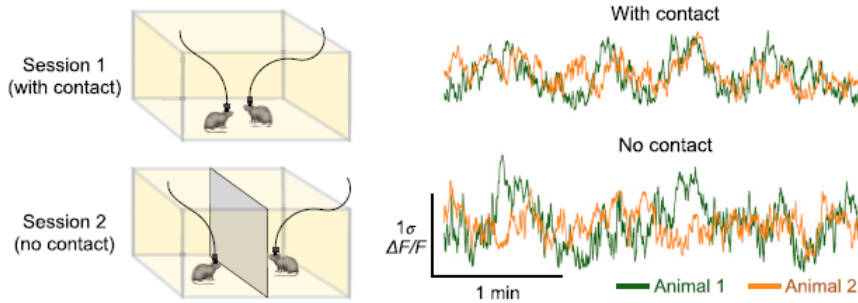 Session 1
(with contact)
With contact
Session 2
(no contact)
No contact
1σ
ΔF/F
1 min
Animal 1
Animal 2